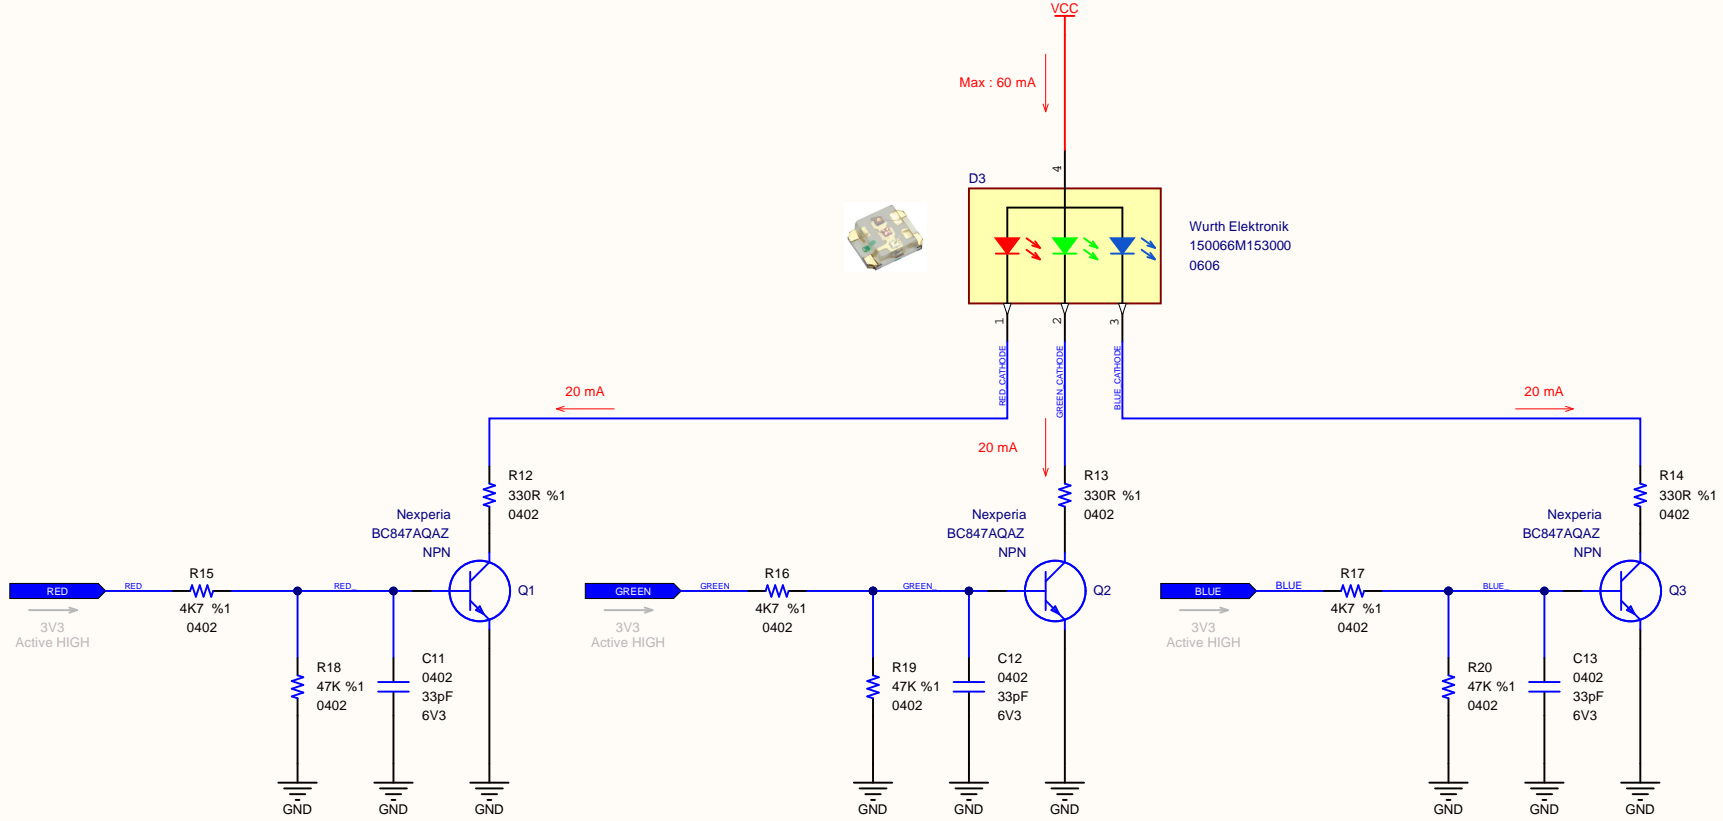 VCC
Max : 60 mA
4
D3
Wurth Elektronik
150066M153000
0606
1
2
3
RED_CATHODE
GREEN_CATHODE
BLUE_CATHODE
20 mA
20 mA
20 mA
R12
330R %1
0402
R13
330R %1
0402
R14
330R %1
0402
Nexperia
BC847AQAZ
NPN
Nexperia
BC847AQAZ
NPN
Nexperia
BC847AQAZ
NPN
RED
RED
R15
4K7 %1
0402
RED_
Q1
3V3
Active HIGH
R18
47K %1
0402
C11
0402
33pF
6V3
GND
GND
GND
GREEN
GREEN
R16
4K7 %1
0402
GREEN_
Q2
3V3
Active HIGH
R19
47K %1
0402
C12
0402
33pF
6V3
GND
GND
GND
BLUE
BLUE
R17
4K7 %1
0402
BLUE_
Q3
3V3
Active HIGH
R20
47K %1
0402
C13
0402
33pF
6V3
GND
GND
GND